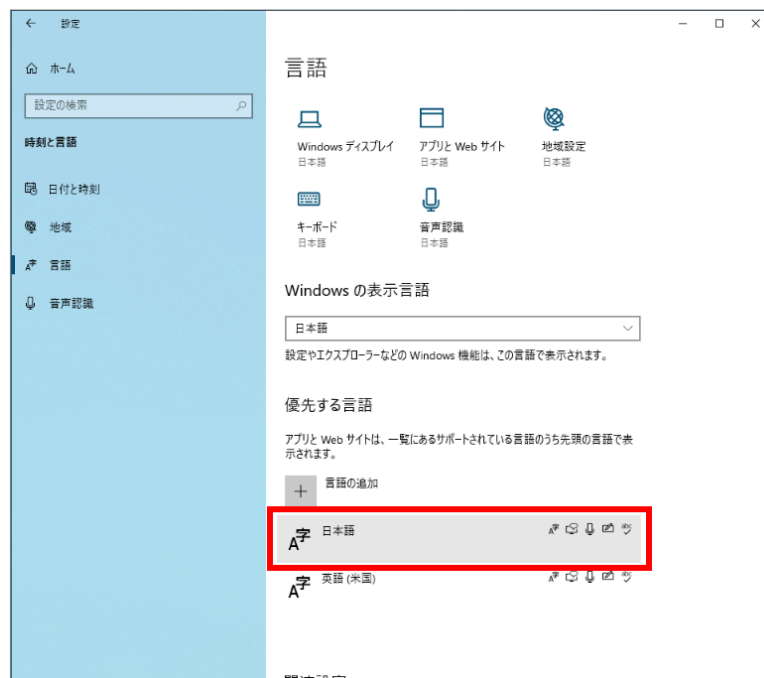 設定
ホーム
設定の検索
時刻と言語
日付と時刻
地域
言語
音声認識
言語
Windows ディスプレイ
日本語
アプリと Web サイト
日本語
地域設定
日本語
キーボード
日本語
音声認識
日本語
Windows の表示言語
日本語
設定やエクスプローラーなどの Windows 機能は、この言語で表示されます。
優先する言語
アプリと Web サイトは、一覧にあるサポートされている言語のうち先頭の言語で表
示されます。
言語の追加
日本語
英語 (米国)